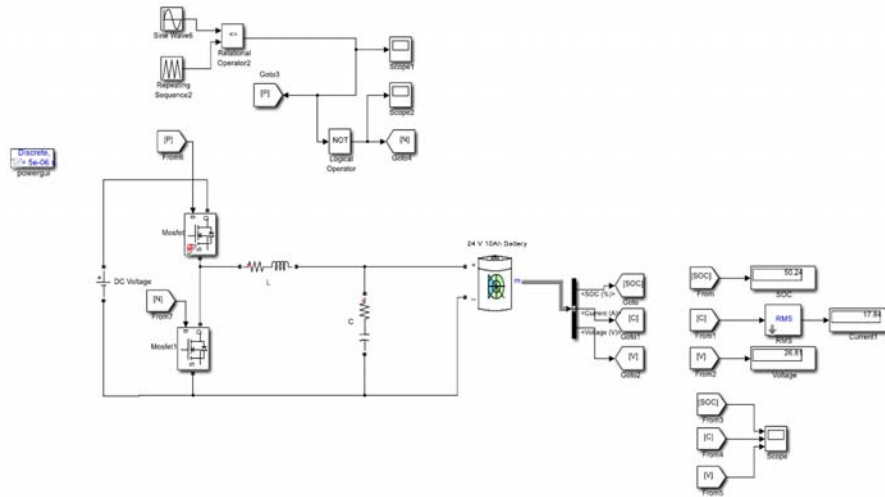 Sine Wave6
<=
Relational
Operator2
Scope1
Repeating
Sequence2
Goto3
[P]
Scope2
[P]
From6
NOT
Logical
Operator
[N]
Goto4
Discrete,
= 5e-06 s
powergui
Mosfet
DC Voltage
L
24 V 10Ah Battery
m
[N]
From7
Mosfet1
C
<SOC (%)>
<Current (A)>
<Voltage (V)>
[SOC]
Goto
[C]
Goto1
[V]
Goto2
[SOC]
From
50.24
SOC
[C]
From1
RMS
RMS
17.84
Current1
[V]
From2
26.81
Voltage
[SOC]
From3
[C]
From4
[V]
From5
Scope